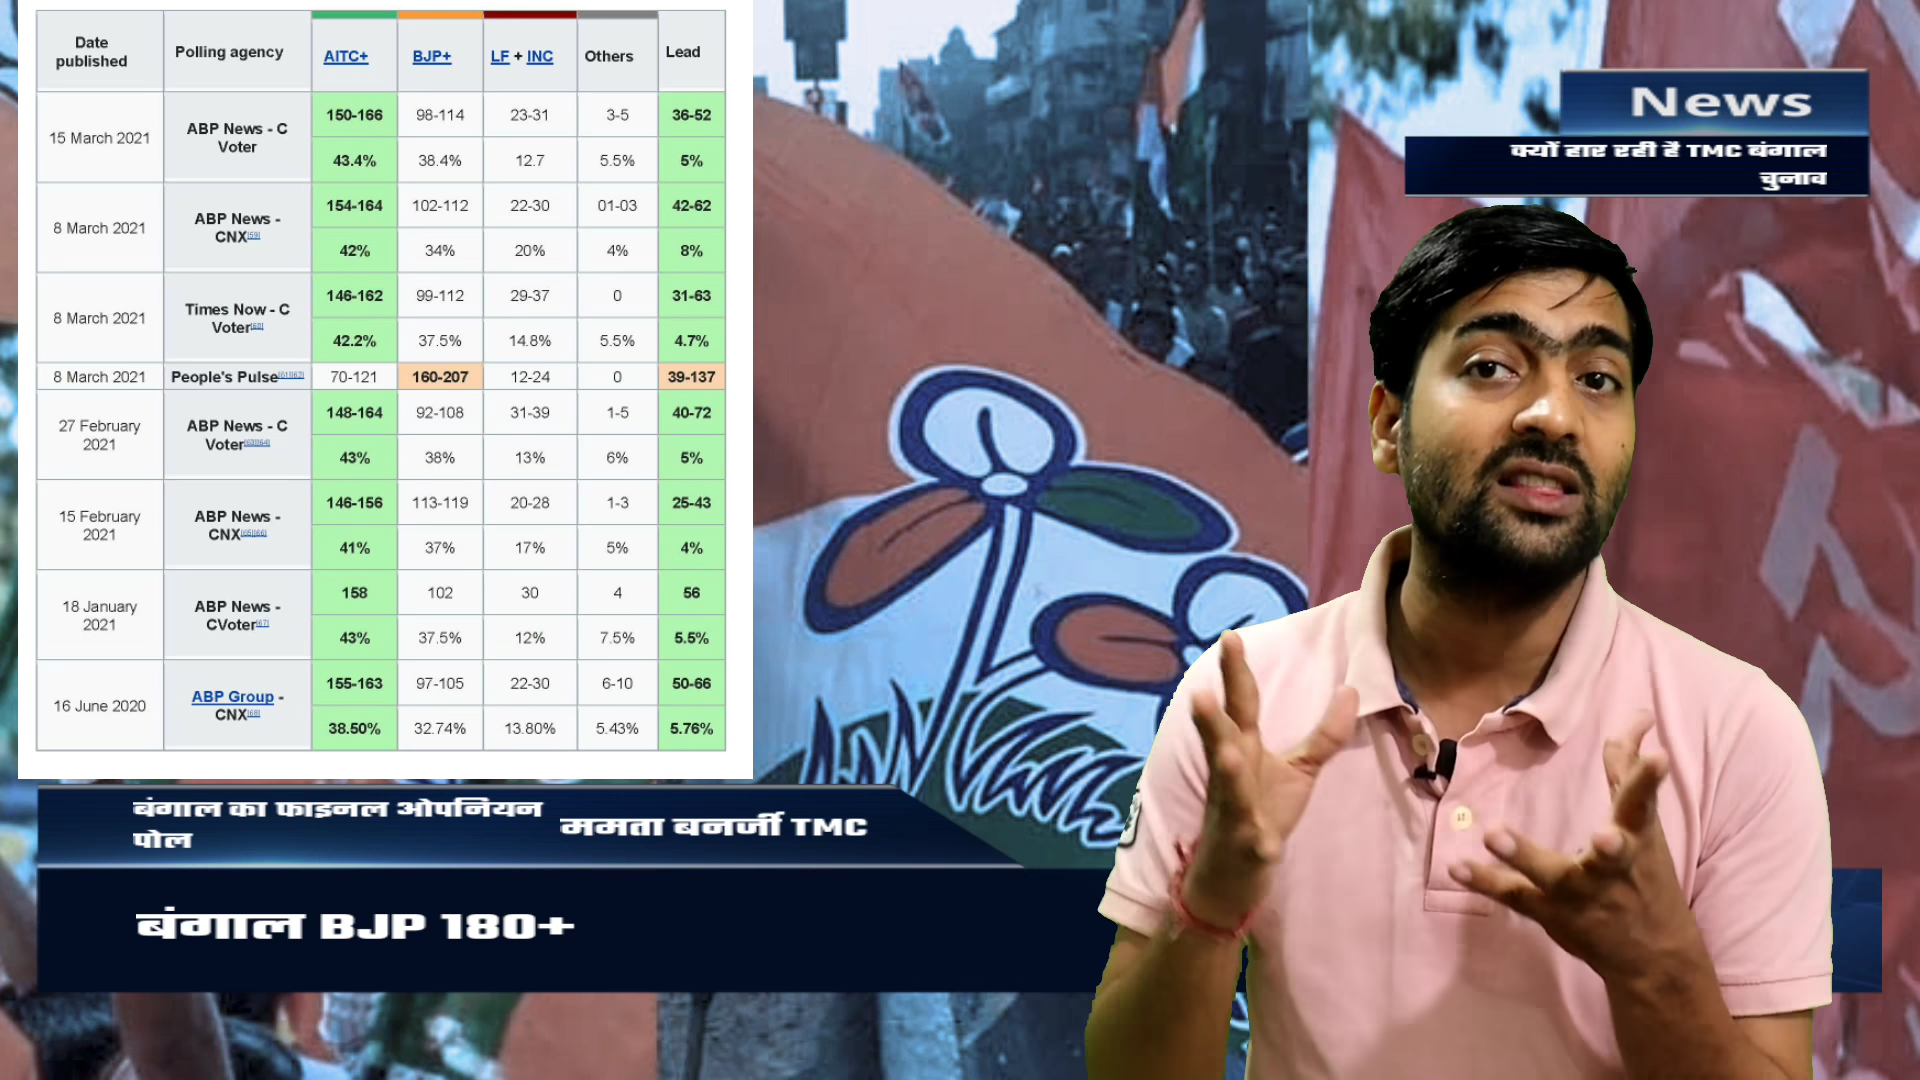 Date published Polling agency AITC+ BJP+ LF + INC Others Lead
15 March 2021 ABP News - C Voter 150-166 98-114 23-31 3-5 36-52
43.4% 38.4% 12.7 5.5% 5%
8 March 2021 ABP News - CNX[59] 154-164 102-112 22-30 01-03 42-62
42% 34% 20% 4% 8%
8 March 2021 Times Now - C Voter[60] 146-162 99-112 29-37 0 31-63
42.2% 37.5% 14.8% 5.5% 4.7%
8 March 2021 People's Pulse[61][62] 70-121 160-207 12-24 0 39-137
27 February 2021 ABP News - C Voter[63][64] 148-164 92-108 31-39 1-5 40-72
43% 38% 13% 6% 5%
15 February 2021 ABP News - CNX[65][66] 146-156 113-119 20-28 1-3 25-43
41% 37% 17% 5% 4%
18 January 2021 ABP News - CVoter[67] 158 102 30 4 56
43% 37.5% 12% 7.5% 5.5%
16 June 2020 ABP Group - CNX[68] 155-163 97-105 22-30 6-10 50-66
38.50% 32.74% 13.80% 5.43% 5.76%
News
क्यों हार रही है TMC बंगाल
चुनाव
बंगाल का फाइनल ओपनियन
पोल
ममता बनर्जी TMC
बंगाल BJP 180+